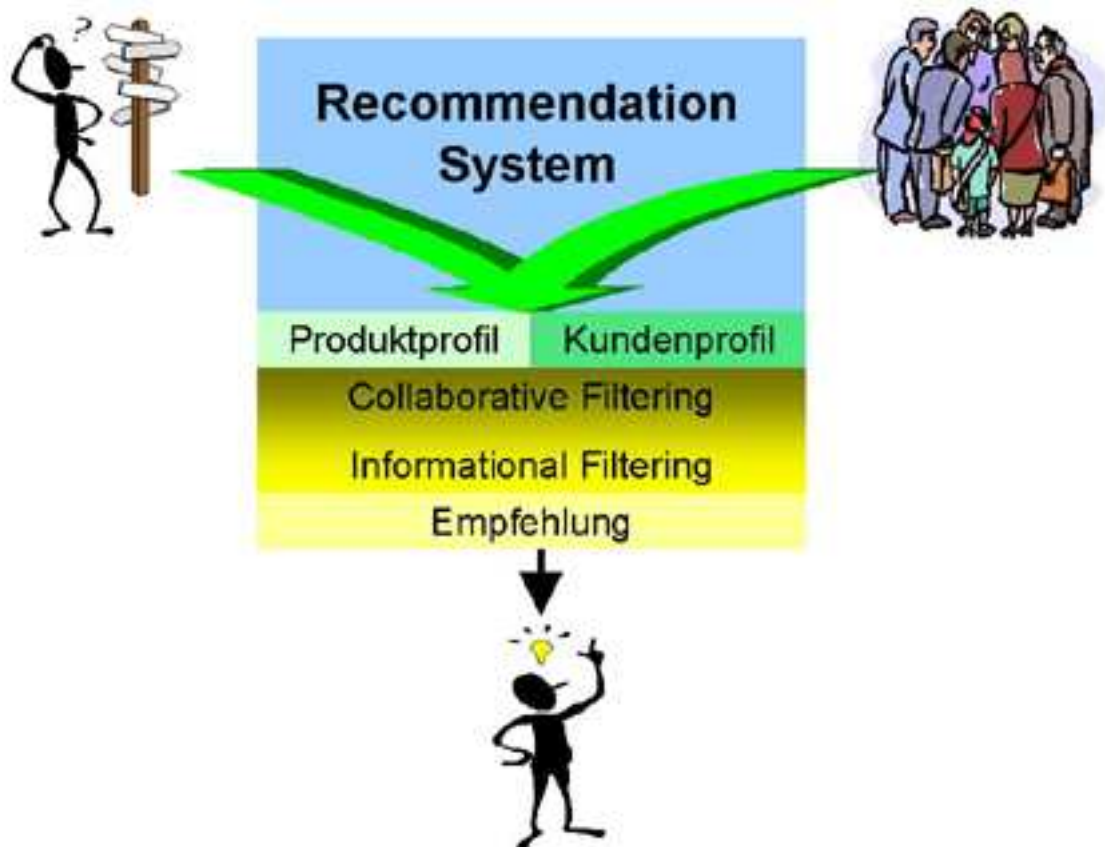 ?
Recommendation
System
Produktprofil Kundenprofil
Collaborative Filtering
Informational Filtering
Empfehlung